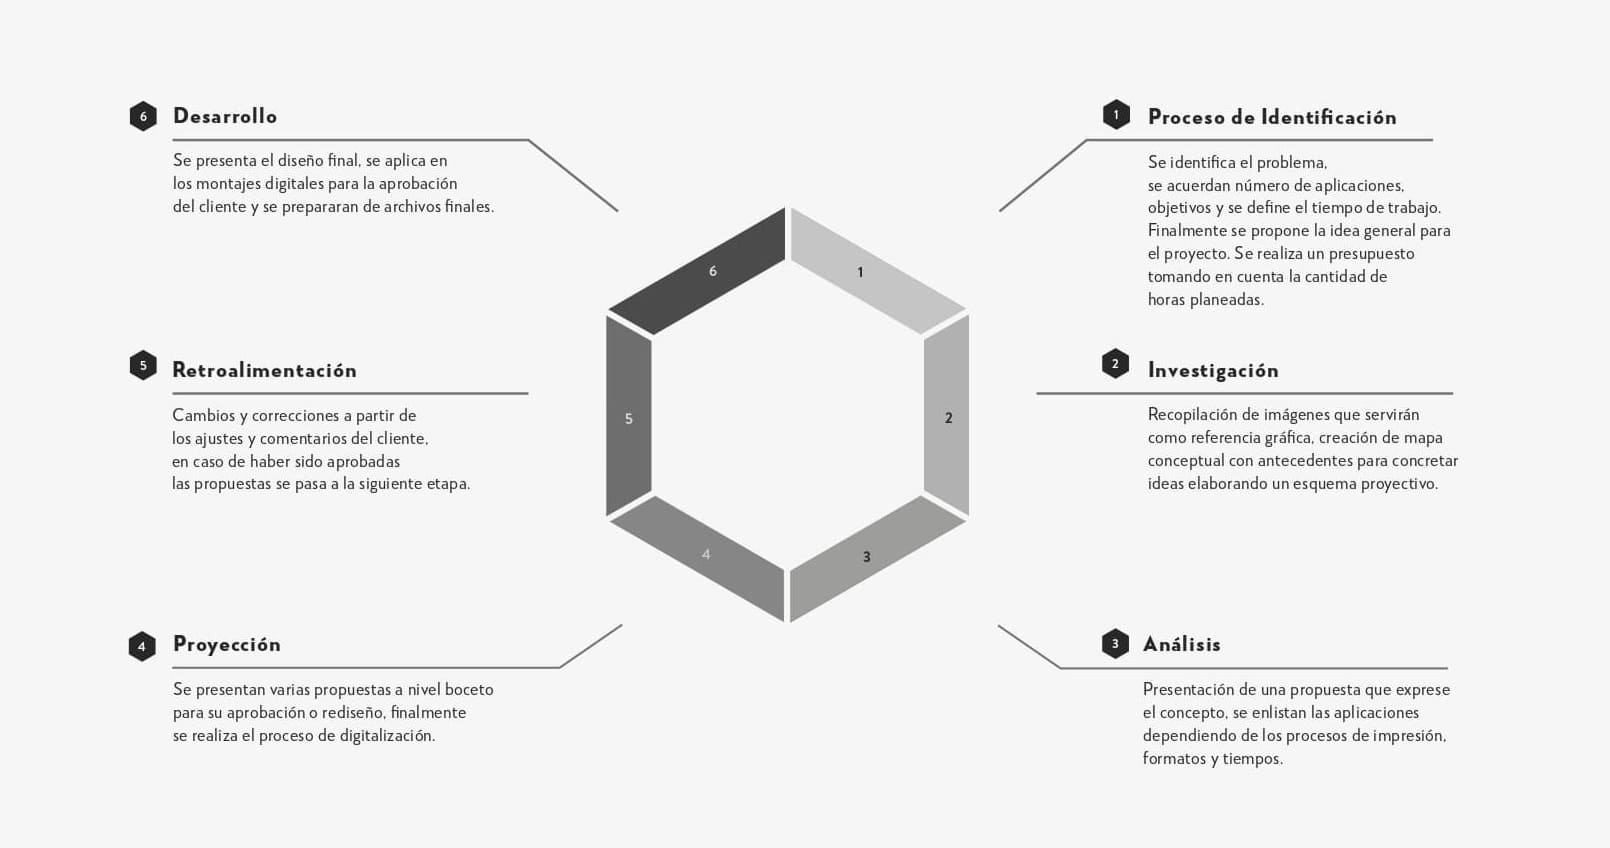 6 Desarrollo
Se presenta el diseño final, se aplica en
los montajes digitales para la aprobación
del cliente y se prepararan de archivos finales.
1 Proceso de Identificación
Se identifica el problema,
se acuerdan número de aplicaciones,
objetivos y se define el tiempo de trabajo.
Finalmente se propone la idea general para
el proyecto. Se realiza un presupuesto
tomando en cuenta la cantidad de
horas planeadas.
6
1
5 Retroalimentación
Cambios y correcciones a partir de
los ajustes y comentarios del cliente,
en caso de haber sido aprobadas
las propuestas se pasa a la siguiente etapa.
5
2
2 Investigación
Recopilación de imágenes que servirán
como referencia gráfica, creación de mapa
conceptual con antecedentes para concretar
ideas elaborando un esquema proyectivo.
4
3
4 Proyección
Se presentan varias propuestas a nivel boceto
para su aprobación o rediseño, finalmente
se realiza el proceso de digitalización.
3 Análisis
Presentación de una propuesta que exprese
el concepto, se enlistan las aplicaciones
dependiendo de los procesos de impresión,
formatos y tiempos.